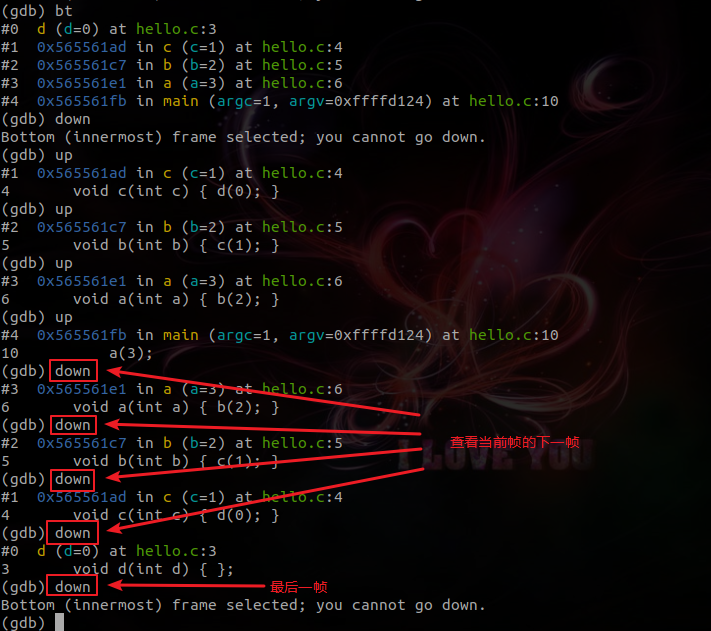 (gdb) bt
#0  d (d=0) at hello.c:3
#1  0x565561ad in c (c=1) at hello.c:4
#2  0x565561c7 in b (b=2) at hello.c:5
#3  0x565561e1 in a (a=3) at hello.c:6
#4  0x565561fb in main (argc=1, argv=0xffffd124) at hello.c:10
(gdb) down
Bottom (innermost) frame selected; you cannot go down.
(gdb) up
#1  0x565561ad in c (c=1) at hello.c:4
4       void c(int c) { d(0); }
(gdb) up
#2  0x565561c7 in b (b=2) at hello.c:5
5       void b(int b) { c(1); }
(gdb) up
#3  0x565561e1 in a (a=3) at hello.c:6
6       void a(int a) { b(2); }
(gdb) up
#4  0x565561fb in main (argc=1, argv=0xffffd124) at hello.c:10
10          a(3);
(gdb) down
#3  0x565561e1 in a (a=3) at hello.c:6
6       void a(int a) { b(2); }
(gdb) down
#2  0x565561c7 in b (b=2) at hello.c:5
查看当前帧的下一帧
5       void b(int b) { c(1); }
I LOVE YOU
(gdb) down
#1  0x565561ad in c (c=1) at hello.c:4
4       void c(int c) { d(0); }
(gdb) down
#0  d (d=0) at hello.c:3
3       void d(int d) { };
(gdb) down
最后一帧
Bottom (innermost) frame selected; you cannot go down.
(gdb)